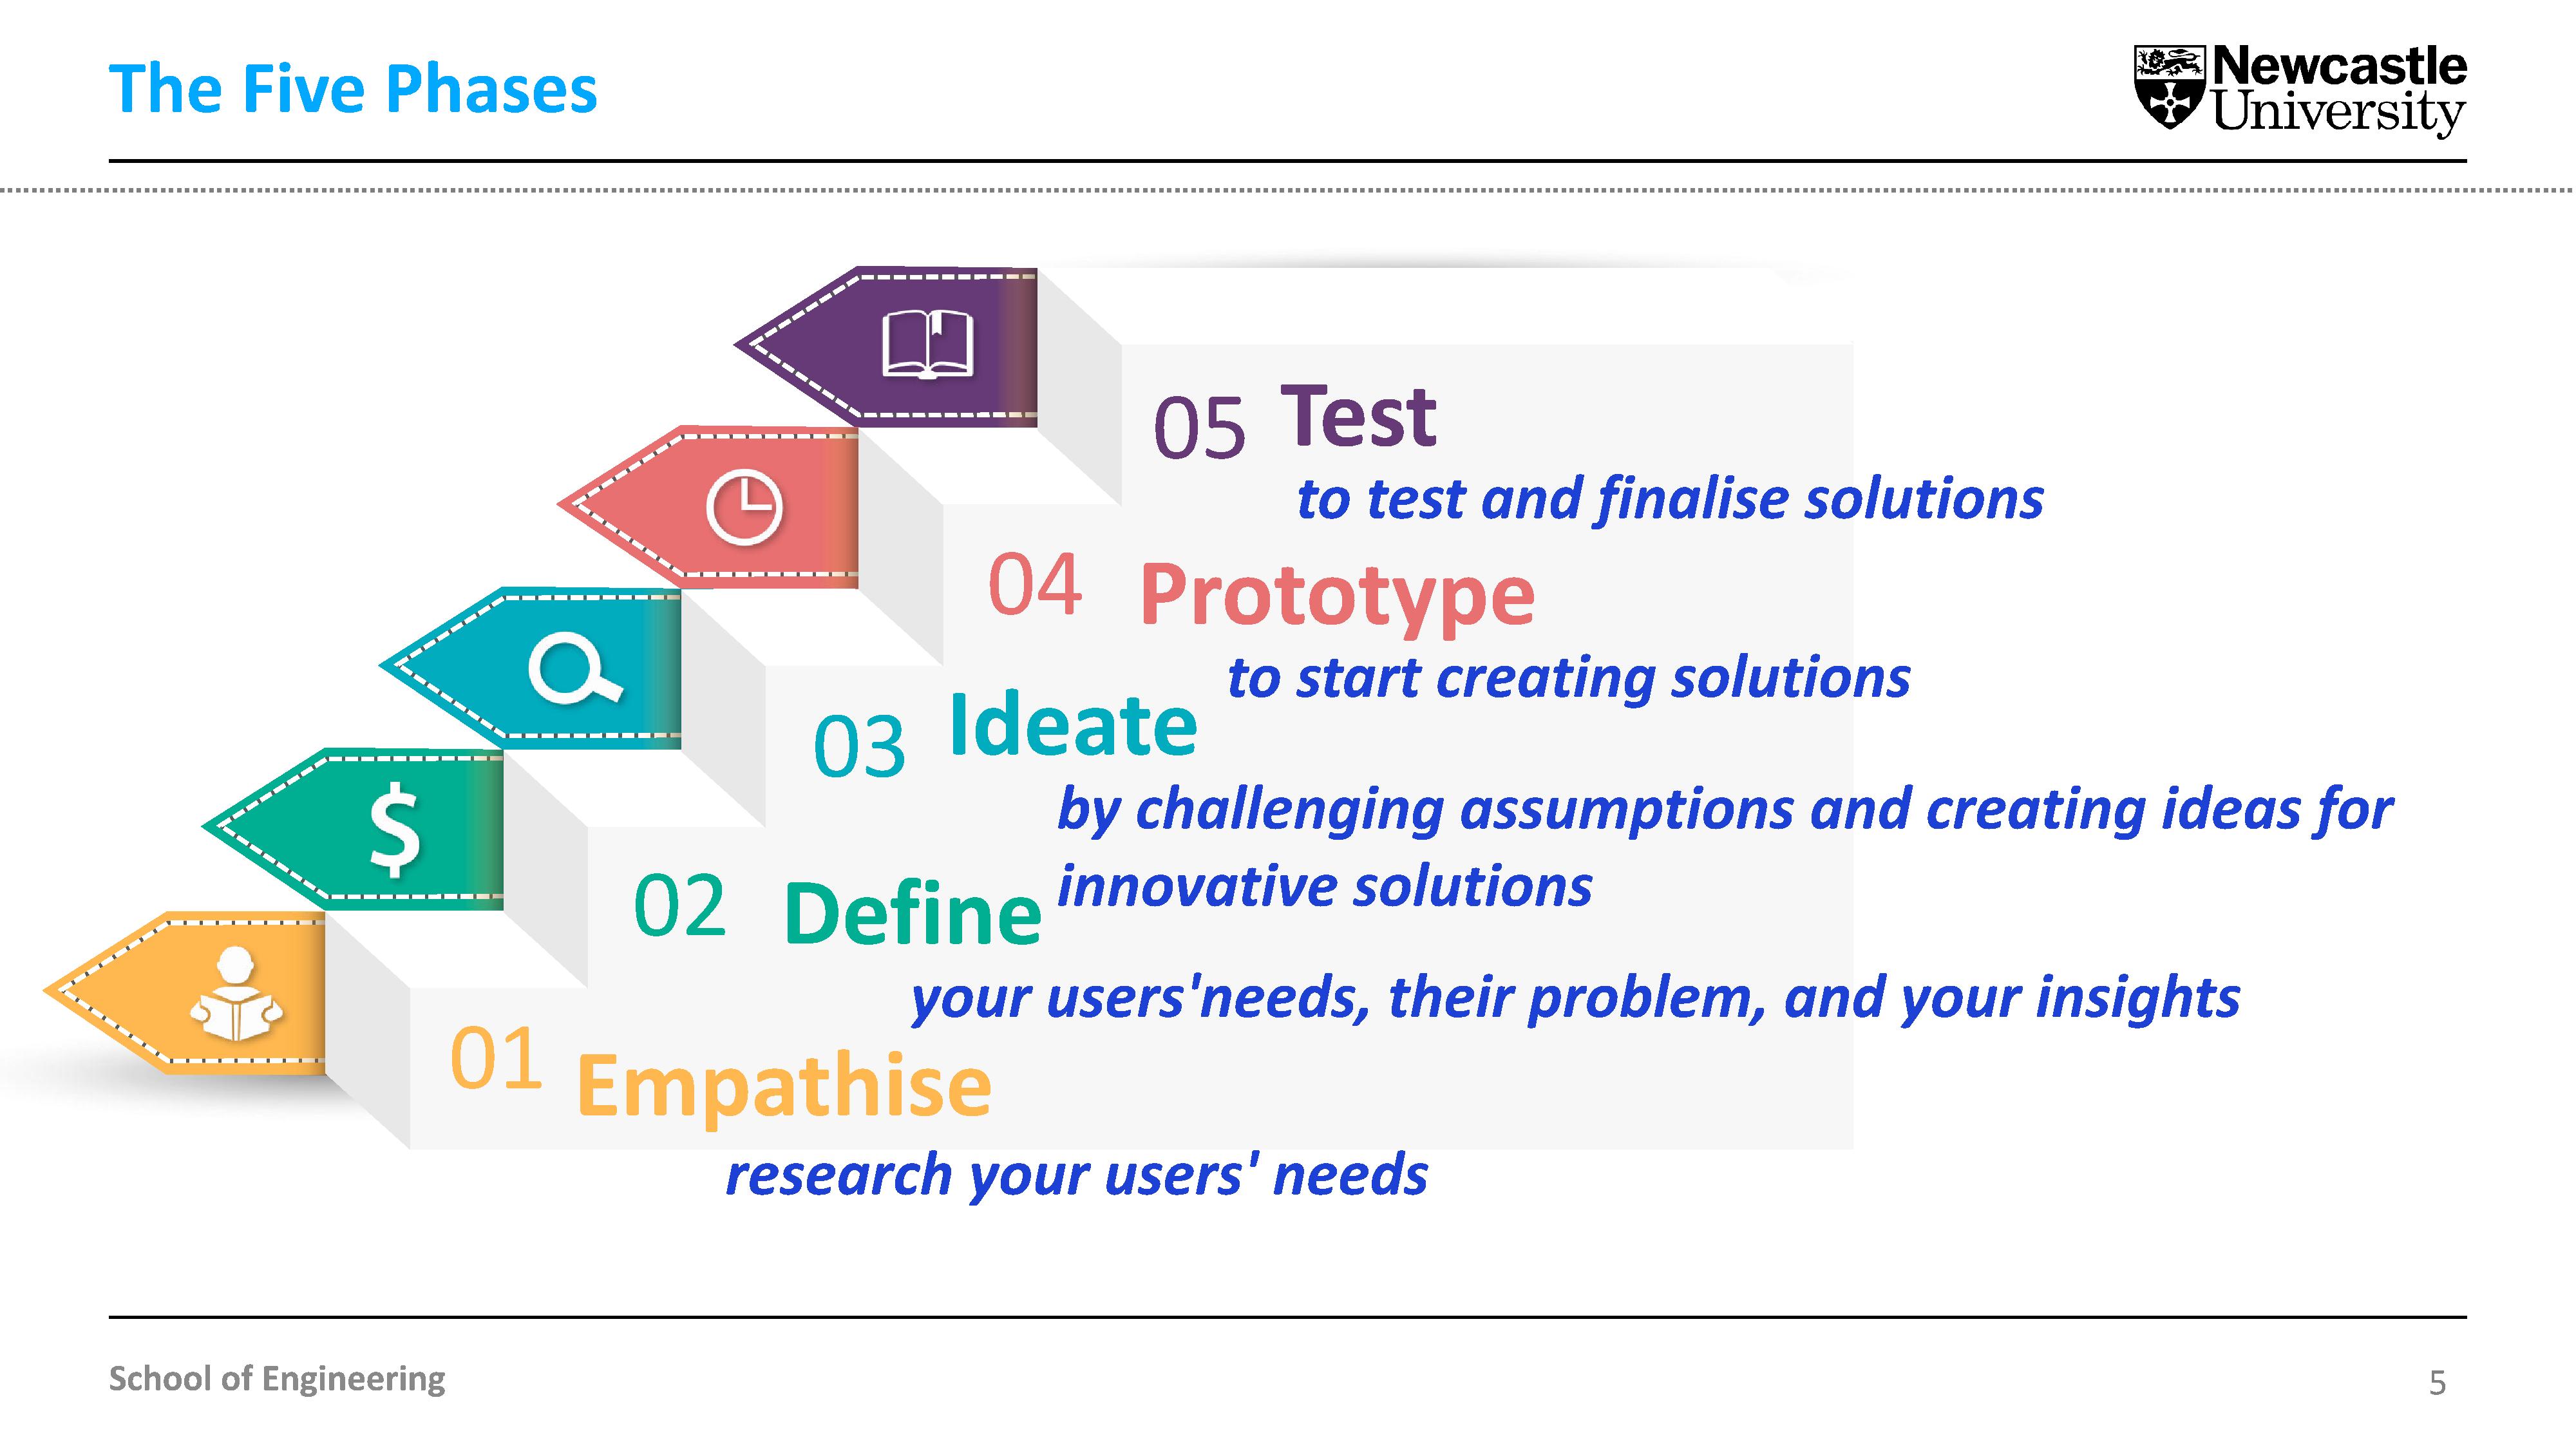 The Five Phases
Newcastle
University
05 Test
to test and finalise solutions
04 Prototype
to start creating solutions
03 Ideate
by challenging assumptions and creating ideas for
innovative solutions
$
02 Define
your users'needs, their problem, and your insights
01 Empathise
research your users' needs
School of Engineering
5